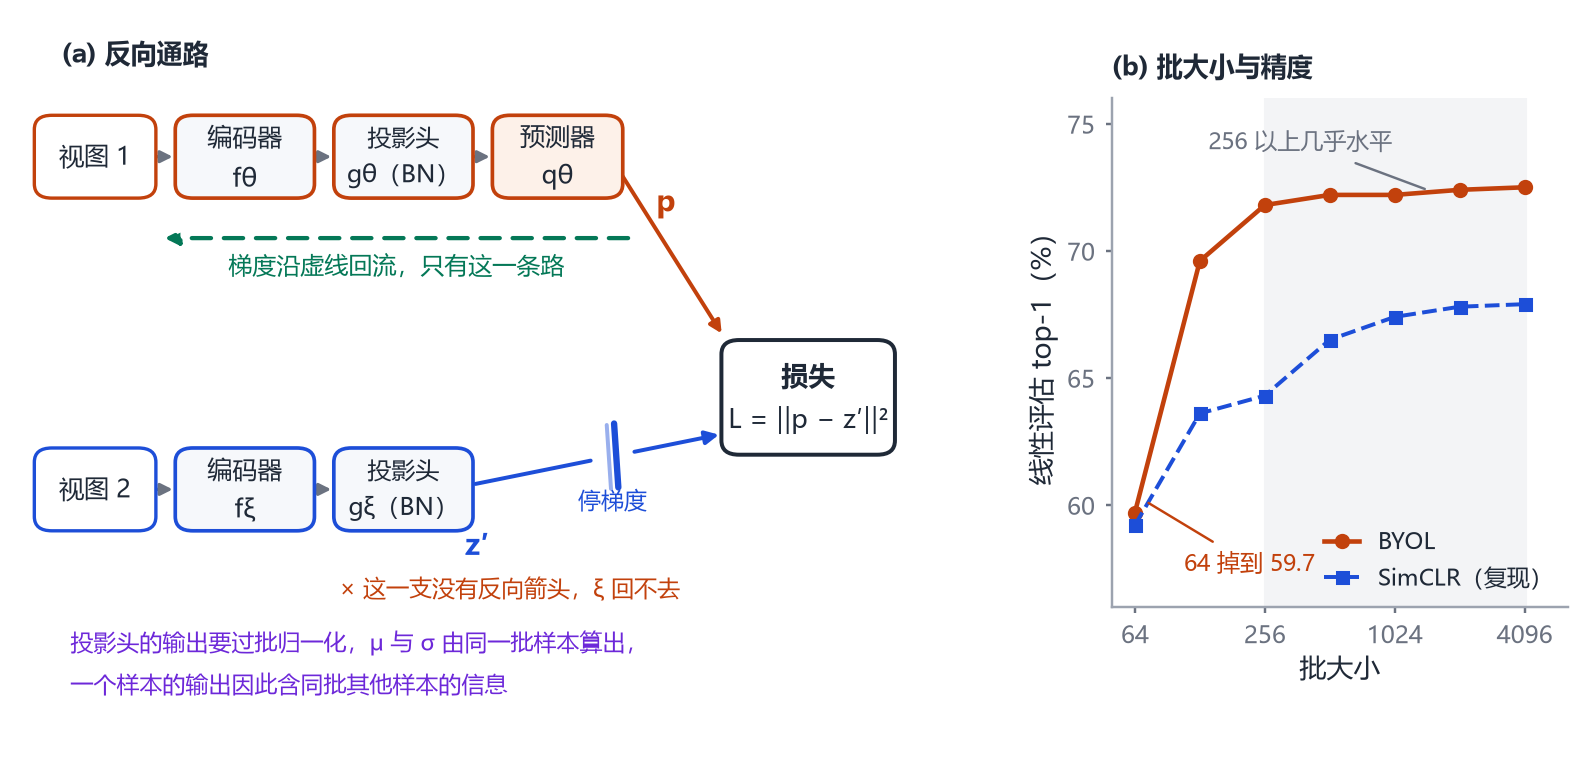 (a) 反向通路
视图 1
编码器
fθ
投影头
gθ（BN）
预测器
qθ
p
梯度沿虚线回流，只有这一条路
损失
L = ||p − z′||²
视图 2
编码器
fξ
投影头
gξ（BN）
停梯度
z′
× 这一支没有反向箭头，ξ 回不去
投影头的输出要过批归一化，μ 与 σ 由同一批样本算出，
一个样本的输出因此含同批其他样本的信息
(b) 批大小与精度
75
70
65
60
线性评估 top-1（%）
256 以上几乎水平
64 掉到 59.7
BYOL
SimCLR（复现）
64
256
1024
4096
批大小